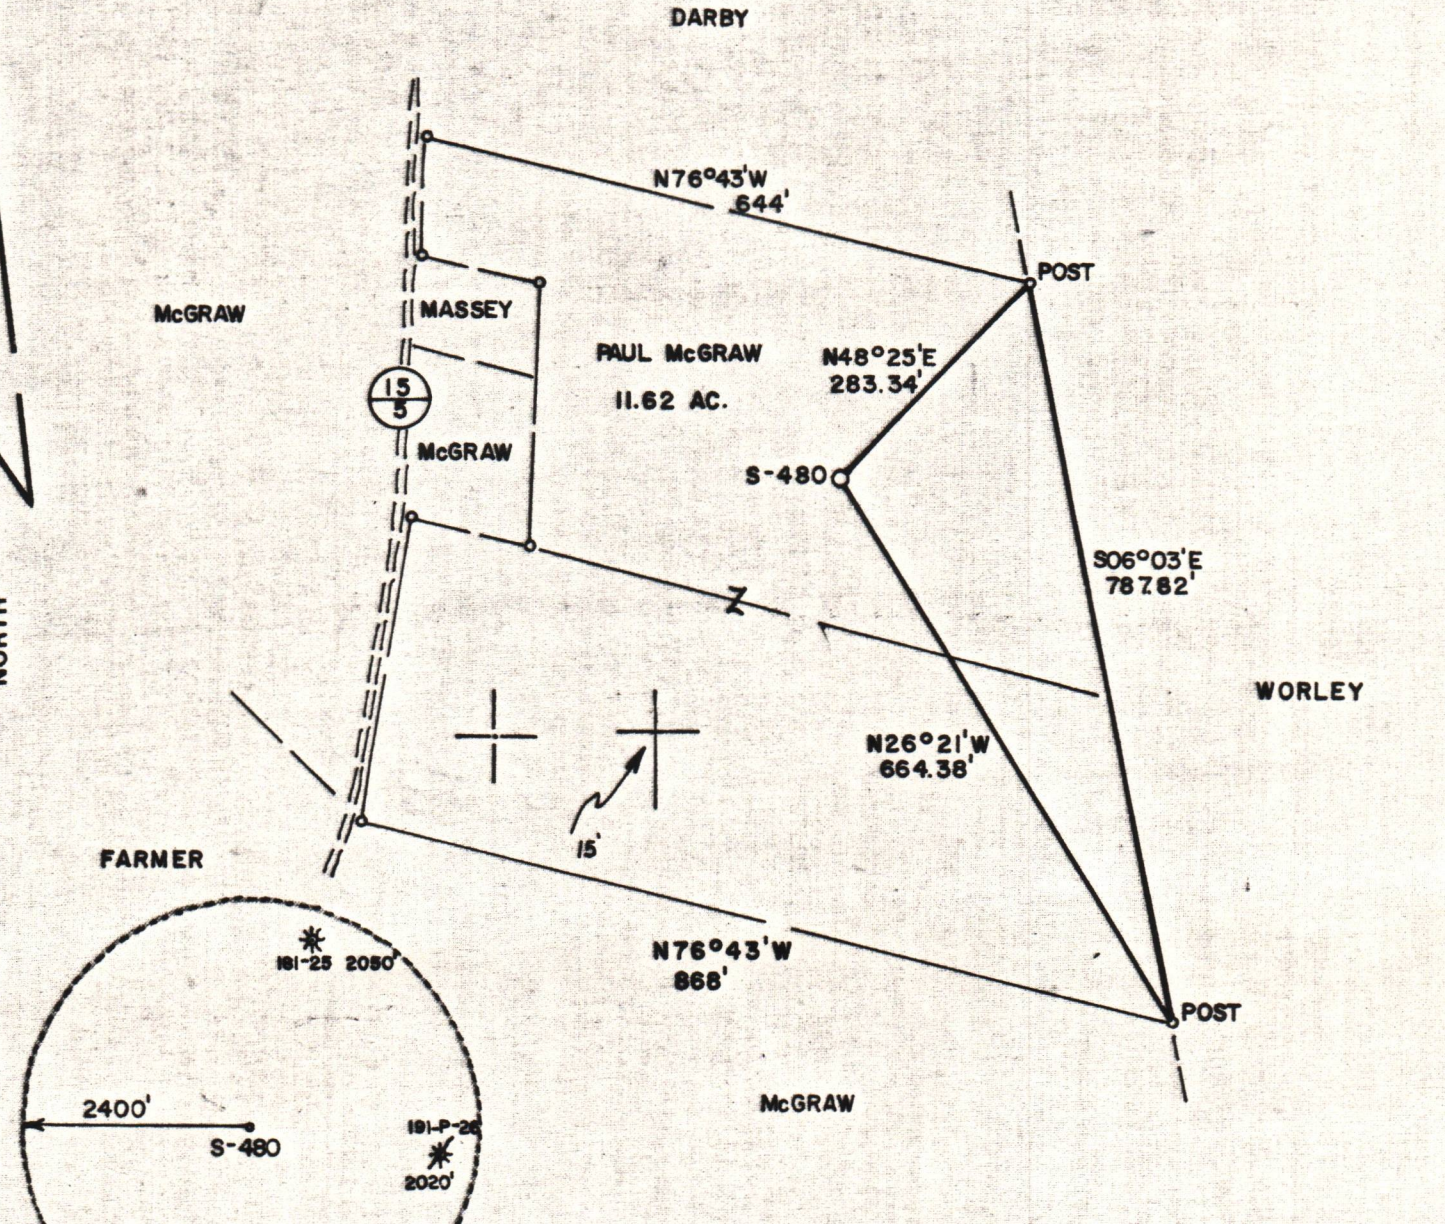 DARBY
N76°43'W
644'
POST
McGRAW
MASSEY
PAUL McGRAW
11.62 AC.
N48°25'E
283.34'
15
5
McGRAW
S-480
S06°03'E
787.82'
Z
NORTH
WORLEY
N26°21'W
664.38'
15'
FARMER
N76°43'W
868'
181-25 2050'
POST
2400'
S-480
191-P-26
2020'
McGRAW